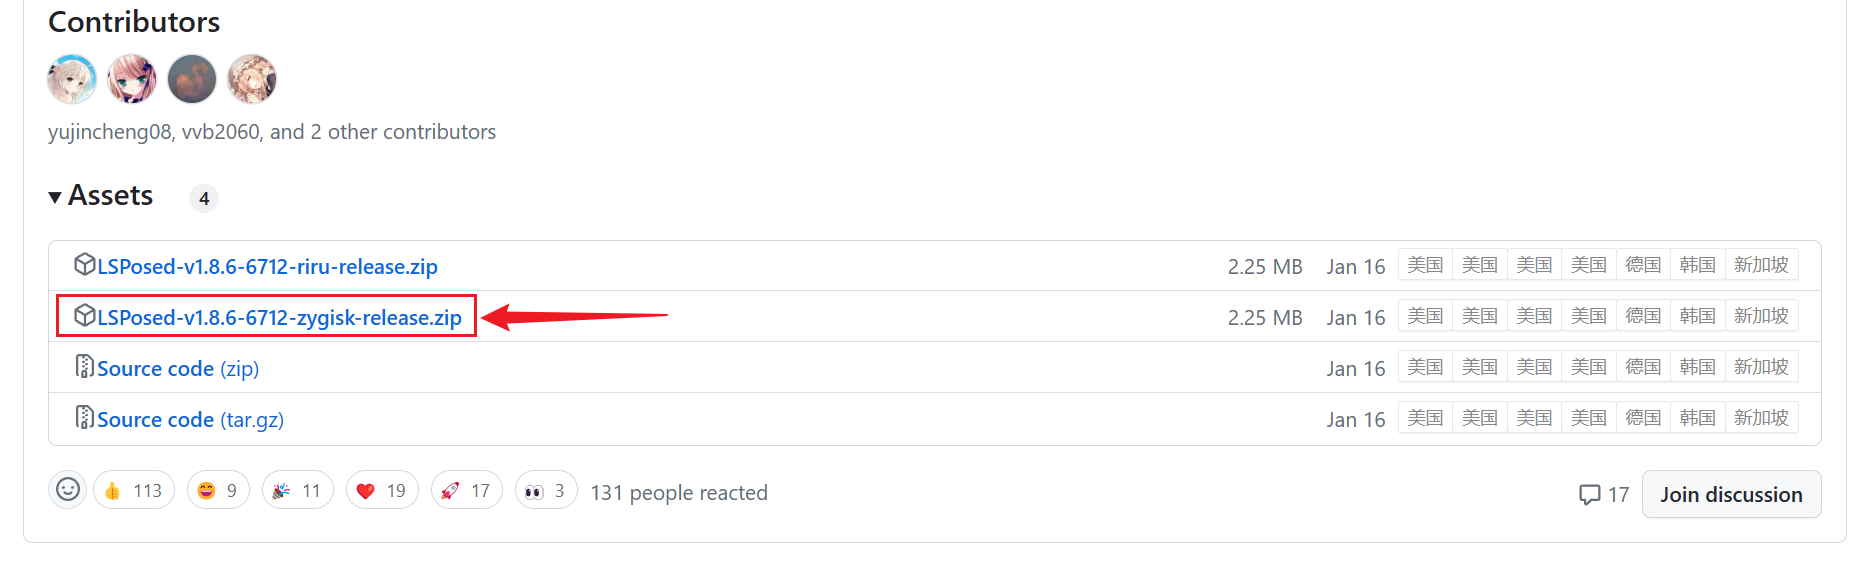 Contributors
yujincheng08, vvb2060, and 2 other contributors
Assets 4
LSPosed-v1.8.6-6712-riru-release.zip 2.25 MB Jan 16 美国 美国 美国 美国 德国 韩国 新加坡
LSPosed-v1.8.6-6712-zygisk-release.zip 2.25 MB Jan 16 美国 美国 美国 美国 德国 韩国 新加坡
Source code (zip) Jan 16 美国 美国 美国 美国 德国 韩国 新加坡
Source code (tar.gz) Jan 16 美国 美国 美国 美国 德国 韩国 新加坡
113 9 11 19 17 3 131 people reacted 17 Join discussion